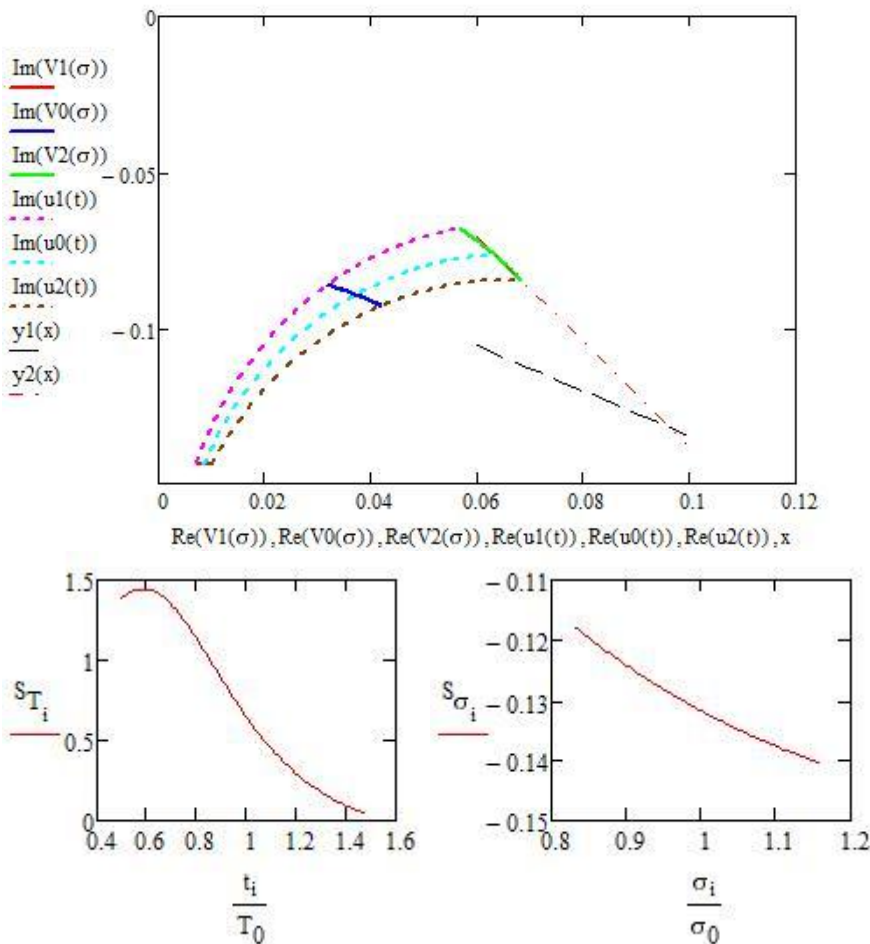 Im(V1(σ))
Im(V0(σ))
Im(V2(σ))
Im(u1(t))
Im(u0(t))
Im(u2(t))
y1(x)
y2(x)
0
−0.05
−0.1
0 0.02 0.04 0.06 0.08 0.1 0.12
Re(V1(σ)),Re(V0(σ)),Re(V2(σ)),Re(u1(t)),Re(u0(t)),Re(u2(t)),x
1.5
1
0.5
0
S_T_i
0.4 0.6 0.8 1 1.2 1.4 1.6
t_i
T_0
−0.11
−0.12
−0.13
−0.14
−0.15
S_σ_i
0.8 0.9 1 1.1 1.2
σ_i
σ_0